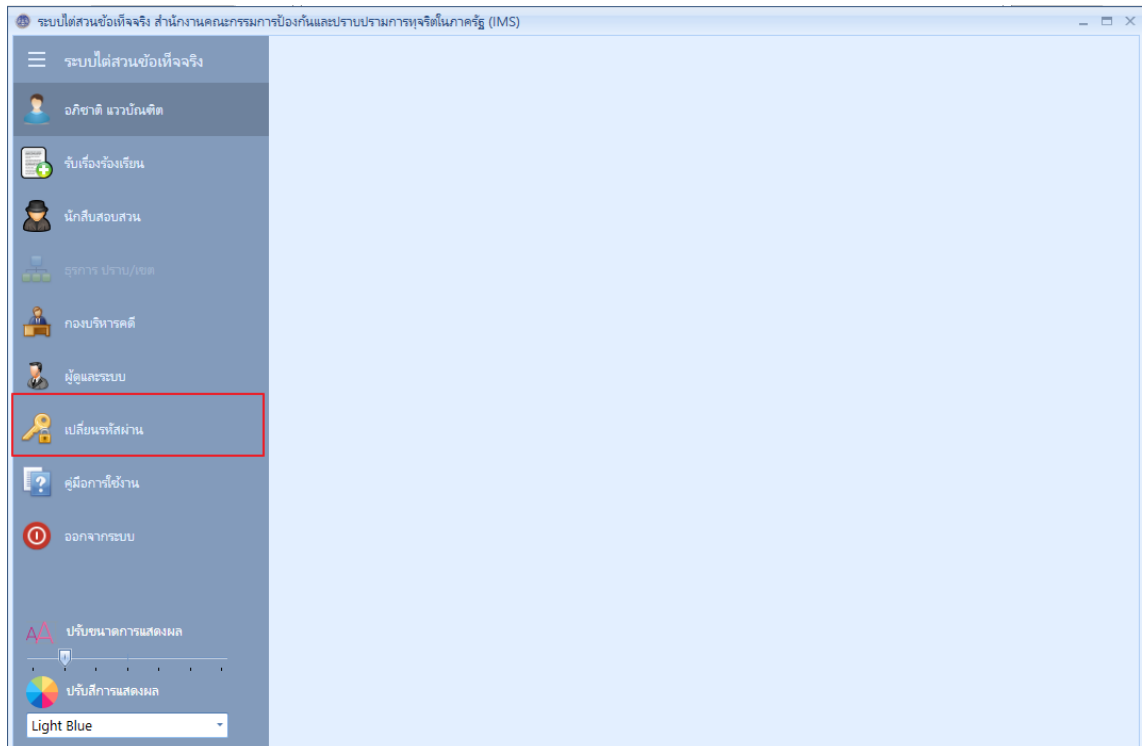 ระบบไต่สวนข้อเท็จจริง สำนักงานคณะกรรมการป้องกันและปราบปรามการทุจริตในภาครัฐ (IMS)
ระบบไต่สวนข้อเท็จจริง
อภิชาติ แววบัณฑิต
รับเรื่องร้องเรียน
นักสืบสอบสวน
ธุรการ ปราบ/เขต
กองบริหารคดี
ผู้ดูและระบบ
เปลี่ยนรหัสผ่าน
คู่มือการใช้งาน
ออกจากระบบ
ปรับขนาดการแสดงผล
ปรับสีการแสดงผล
Light Blue